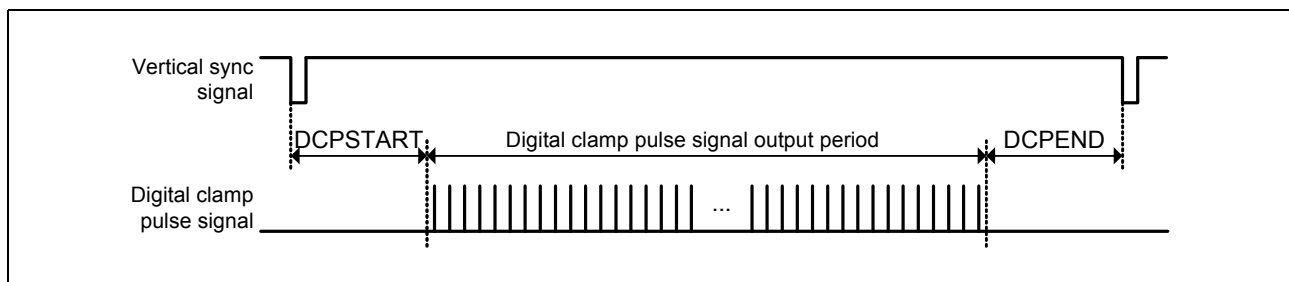 Vertical sync
signal
DCPSTART
Digital clamp pulse signal output period
DCPEND
Digital clamp
pulse signal
...